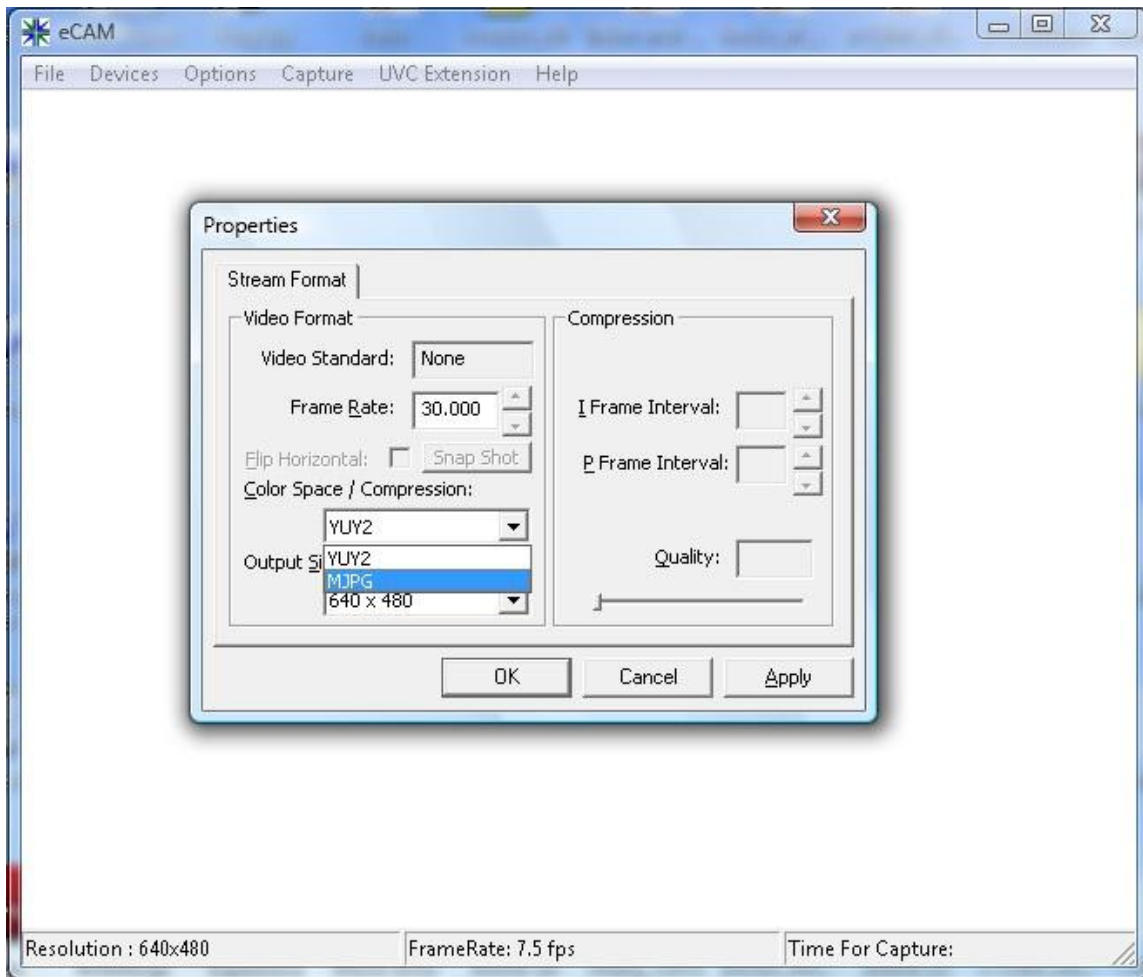 eCAM
File Devices Options Capture UVC Extension Help
Properties
Stream Format
Video Format
Video Standard: None
Frame Rate: 30.000
Flip Horizontal: Snap Shot
Color Space / Compression:
YUY2
YUY2
MJPG
Output Si
640 x 480
Compression
I Frame Interval:
P Frame Interval:
Quality:
OK Cancel Apply
Resolution : 640x480 FrameRate: 7.5 fps Time For Capture: